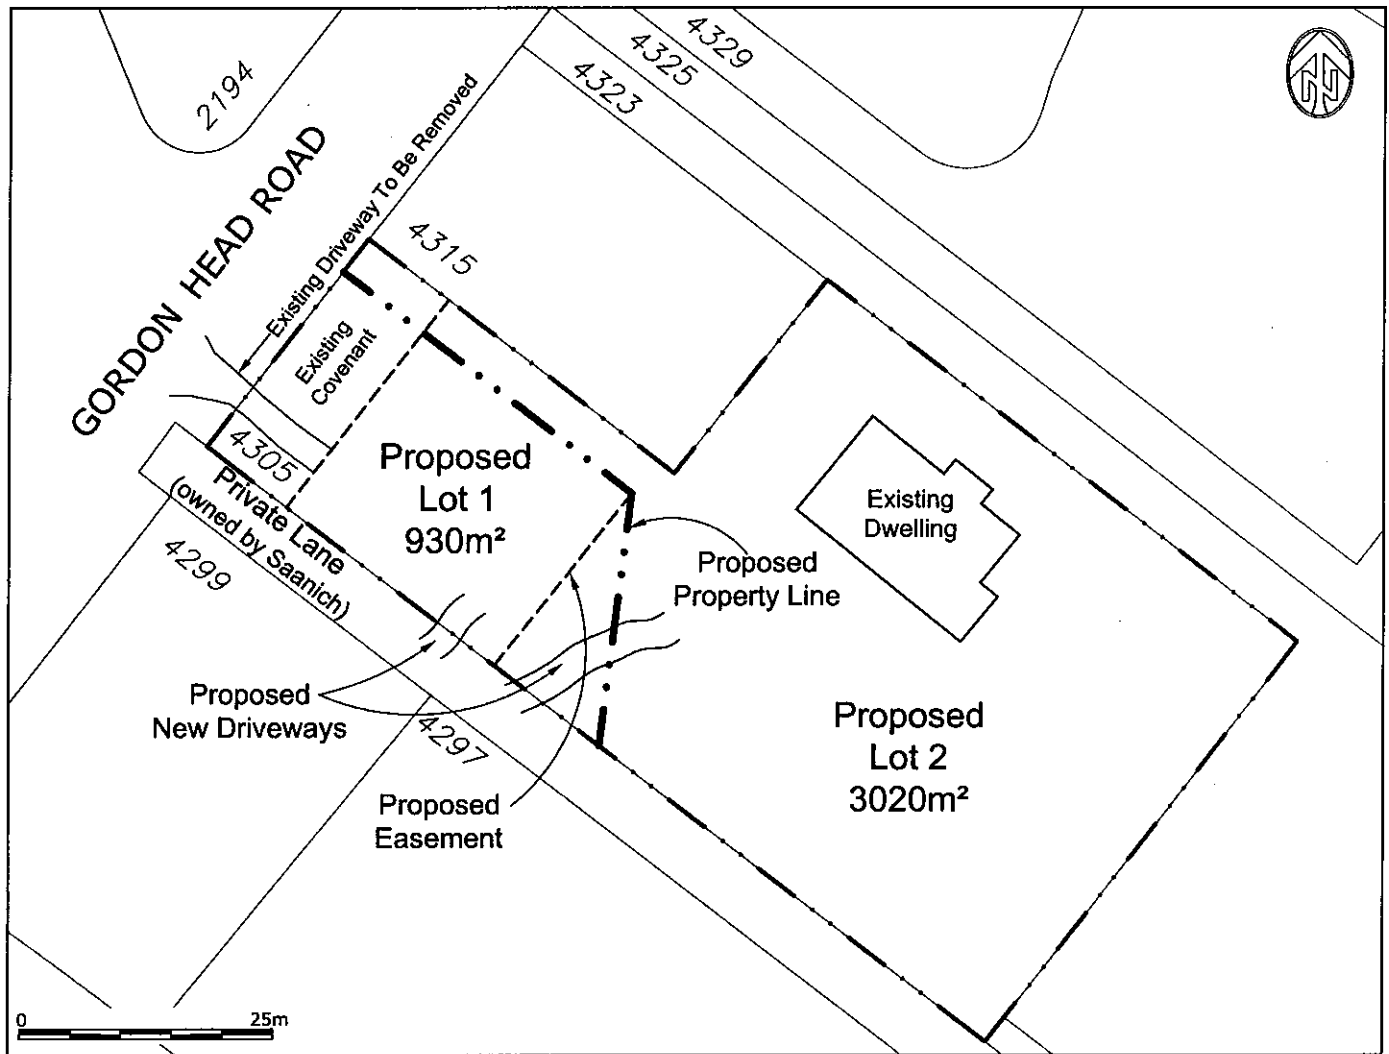 4329
4325
4323
2194
GORDON HEAD ROAD
Existing Driveway To Be Removed
4315
Existing
Covenant
4305
Private Lane
(owned by Saanich)
Proposed
Lot 1
930m²
Existing
Dwelling
Proposed
Property Line
4299
Proposed
New Driveways
4297
Proposed
Easement
Proposed
Lot 2
3020m²
0 25m